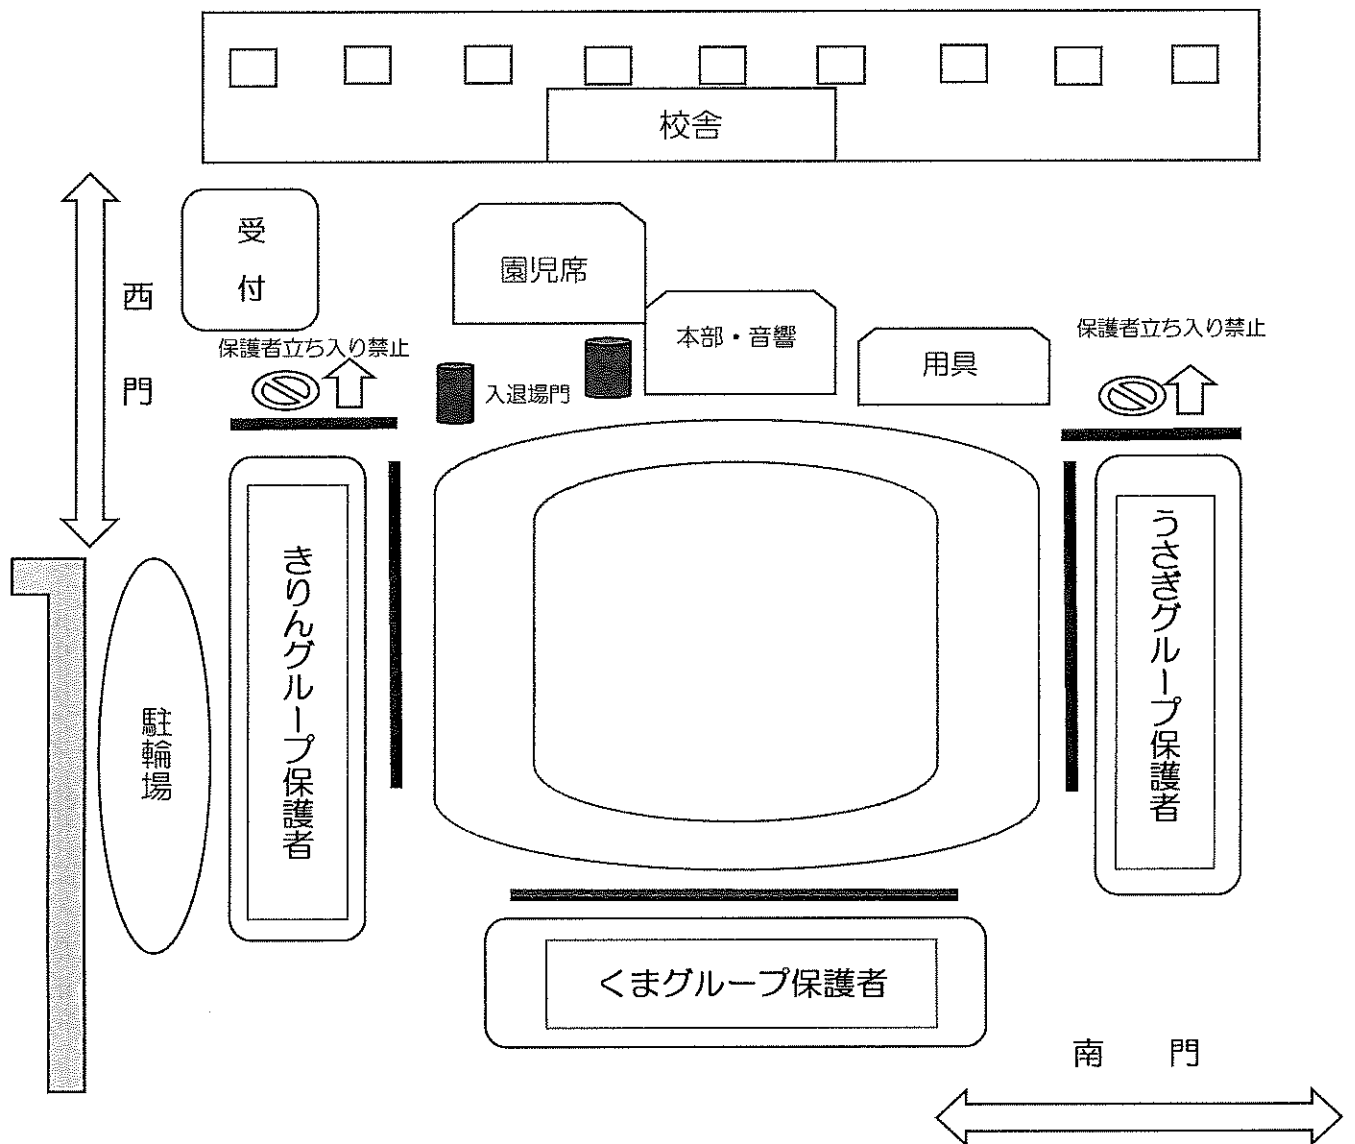 校舎
受
付
西
門
園児席
本部・音響
用具
保護者立ち入り禁止
保護者立ち入り禁止
入退場門
きりんグループ保護者
うさぎグループ保護者
駐輪場
くまグループ保護者
南 門